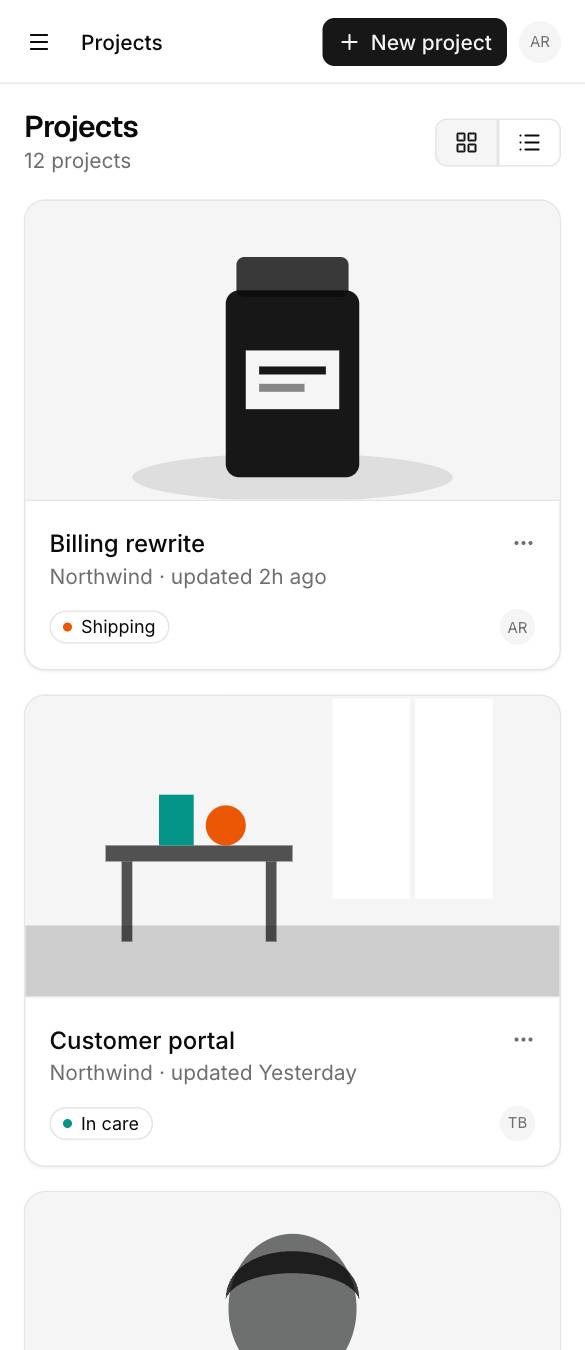 Projects
New project
AR
Projects
12 projects
Billing rewrite
Northwind · updated 2h ago
Shipping
AR
Customer portal
Northwind · updated Yesterday
In care
TB